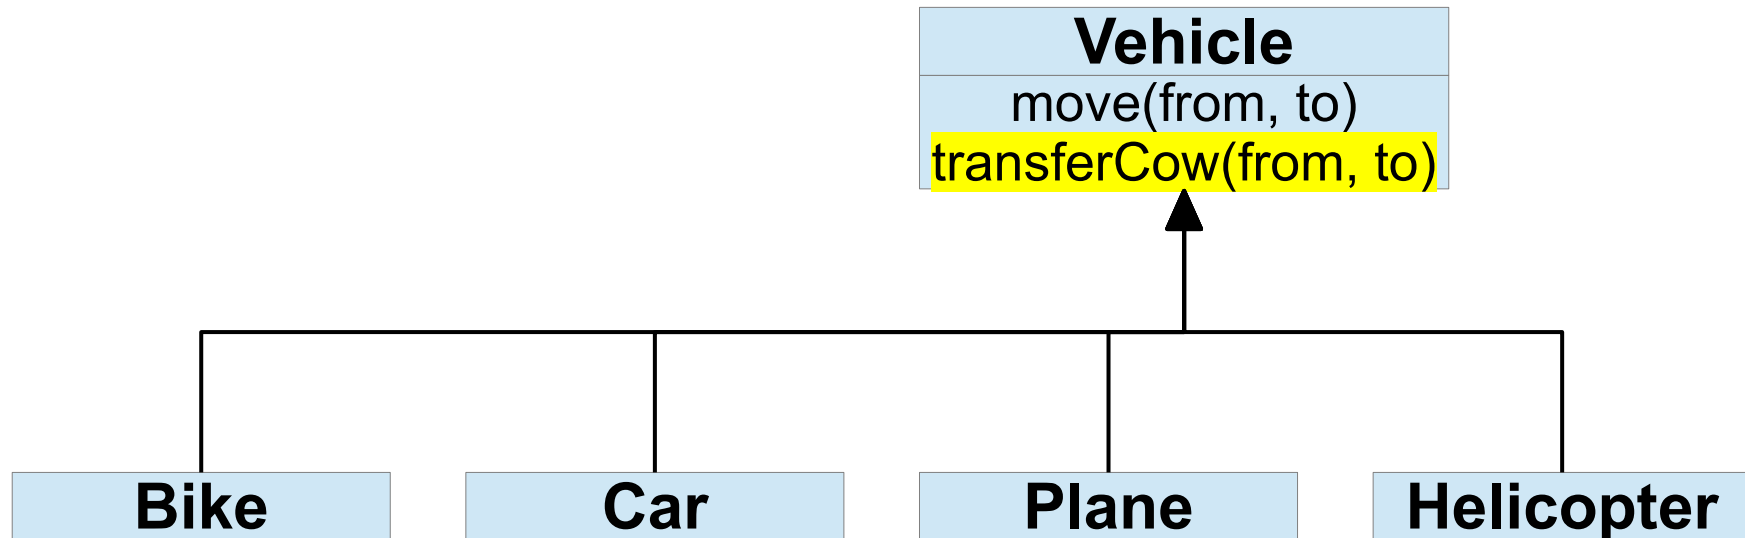 Vehicle
move(from, to)
transferCow(from, to)
Bike
Car
Plane
Helicopter